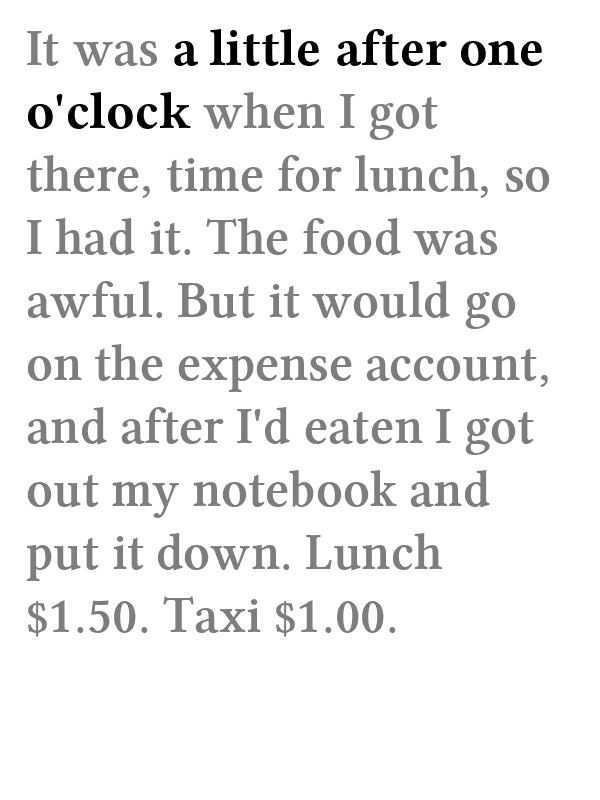 It was a little after one
o'clock when I got
there, time for lunch, so
I had it. The food was
awful. But it would go
on the expense account,
and after I'd eaten I got
out my notebook and
put it down. Lunch
$1.50. Taxi $1.00.